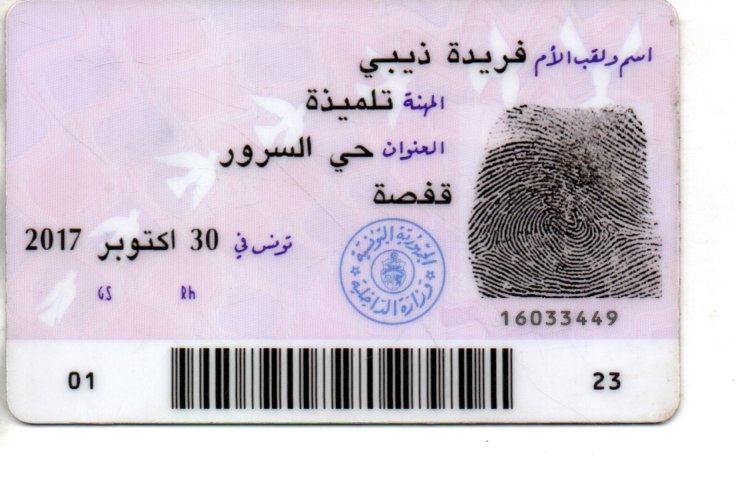 اسم ولقب الأم فريدة ذيبي
المهنة تلميذة
العنوان حي السرور
قفصة
تونس في 30 اكتوبر 2017
GS Rh
الجمهورية التونسية
وزارة الداخلية
16033449
01 23